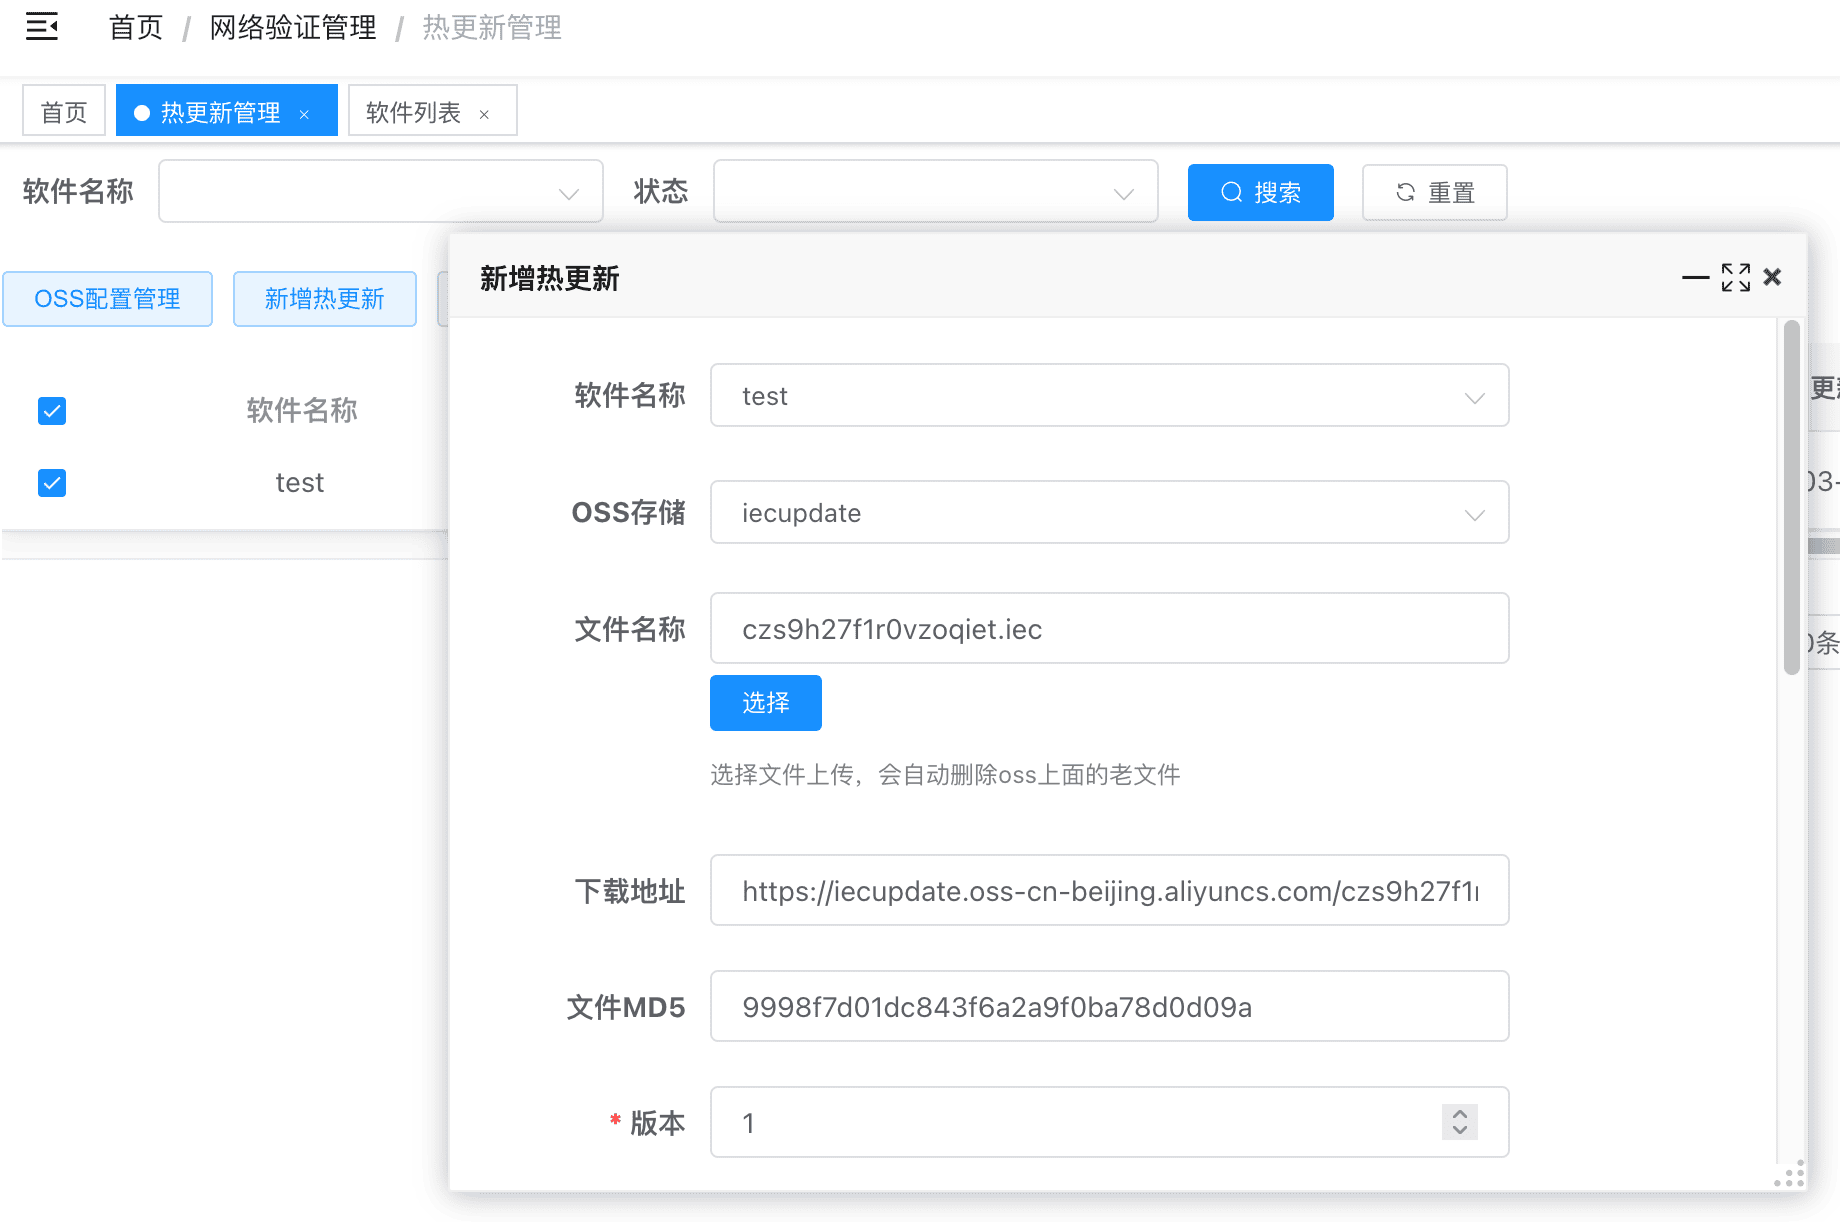 首页 / 网络验证管理 / 热更新管理
首页
热更新管理 ×
软件列表 ×
软件名称
状态
搜索
重置
OSS配置管理
新增热更新
软件名称
test
新增热更新
软件名称
test
OSS存储
iecupdate
文件名称
czs9h27f1r0vzoqiet.iec
选择
选择文件上传，会自动删除oss上面的老文件
下载地址
https://iecupdate.oss-cn-beijing.aliyuncs.com/czs9h27f1r
文件MD5
9998f7d01dc843f6a2a9f0ba78d0d09a
* 版本
1
更
03-
0条